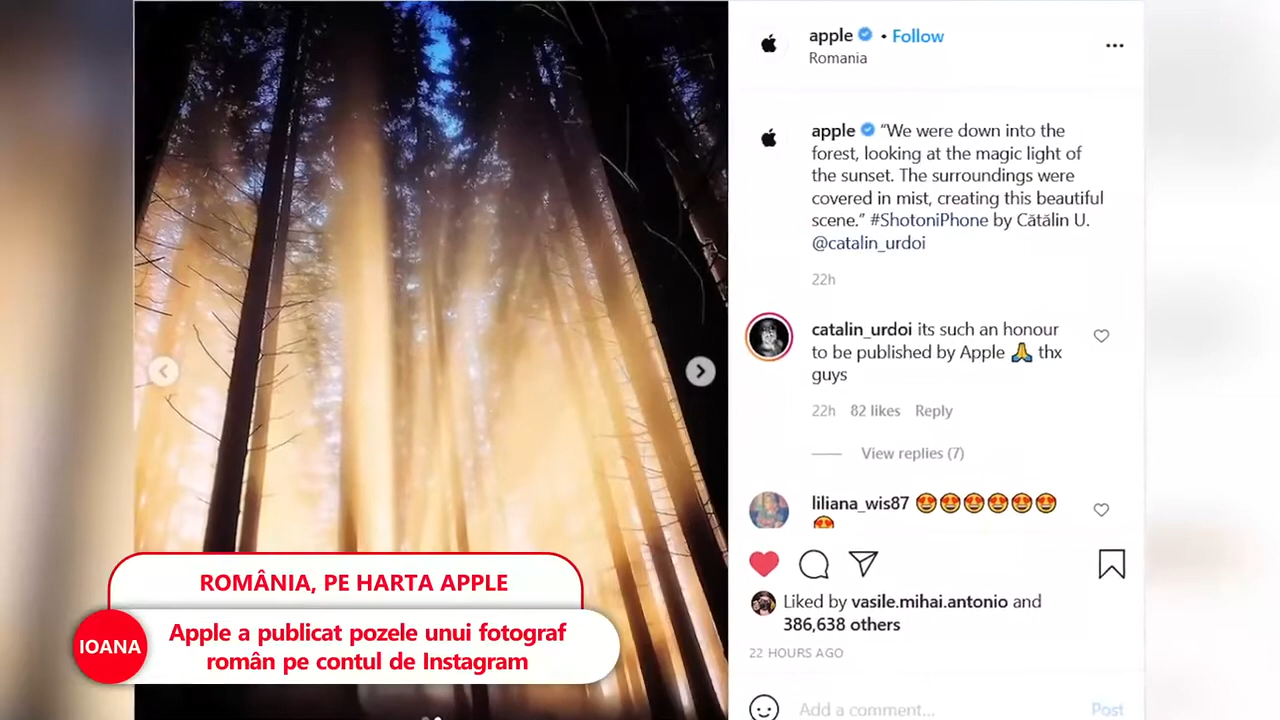 apple • Follow
Romania
apple “We were down into the
forest, looking at the magic light of
the sunset. The surroundings were
covered in mist, creating this beautiful
scene.” #ShotoniPhone by Cătălin U.
@catalin_urdoi
22h
catalin_urdoi its such an honour
to be published by Apple 🙏 thx
guys
22h 82 likes Reply
View replies (7)
liliana_wis87 😍😍😍😍😍😍
😍
Liked by vasile.mihai.antonio and
386,638 others
22 HOURS AGO
Add a comment...
Post
ROMÂNIA, PE HARTA APPLE
IOANA
Apple a publicat pozele unui fotograf
român pe contul de Instagram